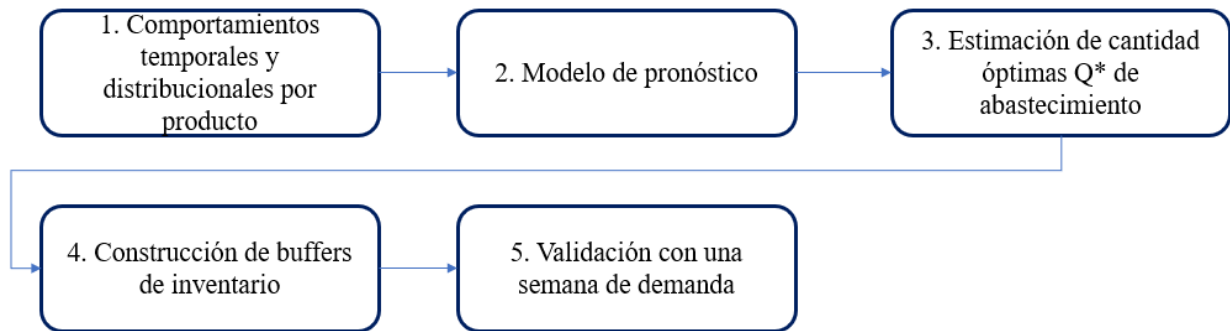 1. Comportamientos
temporales y
distribucionales por
producto
2. Modelo de pronóstico
3. Estimación de cantidad
óptimas Q* de
abastecimiento
4. Construcción de buffers
de inventario
5. Validación con una
semana de demanda